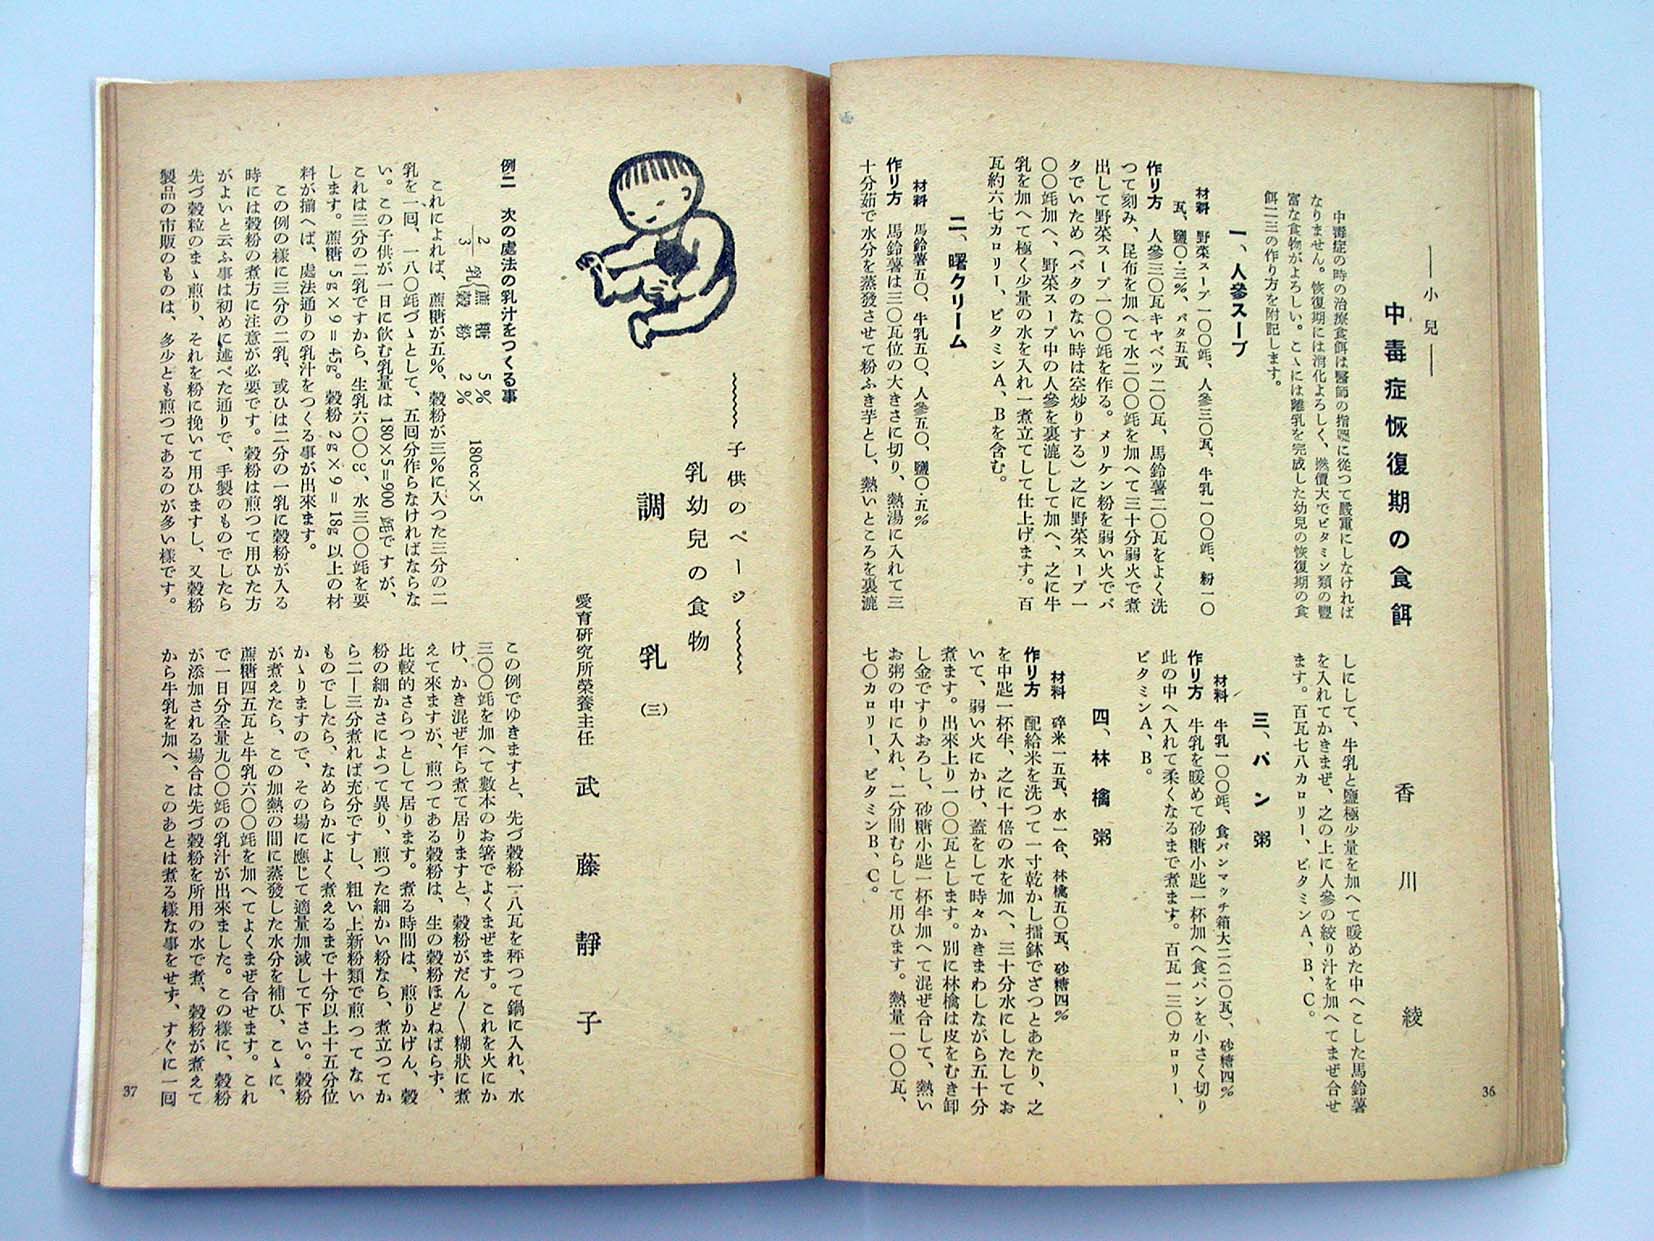 ―小兒―
中毒症恢復期の食餌
香川綾
中毒症の時の治療食餌は醫師の指圖に從つて嚴重にしなければ
なりません。恢復期には消化よろしく、燃價大でビタミン類の豐
富な食物がよろしい。こゝには離乳を完成した幼兒の恢復期の食
餌二三の作り方を附記します。
一、人參スープ
材料 野菜スープ一〇〇竓、人參三〇瓦、牛乳一〇〇竓、粉一〇
瓦、鹽〇・三％、バタ五瓦
作り方 人參三〇瓦キャベツ二〇瓦、馬鈴薯二〇瓦をよく洗
つて刻み、昆布を加へて水二〇〇竓を加へて三十分弱火で煮
出して野菜スープ一〇〇竓を作る。メリケン粉を弱い火でバ
タでいため（バタのない時は空炒りする）之に野菜スープ一
〇〇竓加へ、野菜スープ中の人參を裏漉しして加へ、之に牛
乳を加へて極く少量の水を入れ一煮立てして仕上げます。百
瓦約六七カロリー、ビタミンA、Bを含む。
二、曙クリーム
材料 馬鈴薯五〇、牛乳五〇、人參五〇、鹽〇・五％
作り方 馬鈴薯は三〇瓦位の大きさに切り、熱湯に入れて三
十分茹で水分を蒸發させて粉ふき芋とし、熱いところを裏漉
しにして、牛乳と鹽極少量を加へて暖めた中へこした馬鈴薯
を入れてかきまぜ、之の上に人參の絞り汁を加へてまぜ合せ
ます。百瓦七八カロリー、ビタミンA、B、C。
三、パン粥
材料 牛乳一〇〇竓、食パンマッチ箱大二（二〇瓦）、砂糖四％
作り方 牛乳を暖めて砂糖小匙一杯加へ食パンを小さく切り
此の中へ入れて柔くなるまで煮ます。百瓦一三〇カロリー、
ビタミンA、B。
四、林檎粥
材料 碎米一五瓦、水一合、林檎五〇瓦、砂糖四％
作り方 配給米を洗つて一寸乾かし擂鉢でざつとあたり、之
を中匙一杯半、之に十倍の水を加へ、三十分水にしたしてお
いて、弱い火にかけ、蓋をして時々かきまわしながら五十分
煮ます。出來上り一〇〇瓦とします。別に林檎は皮をむき卸
し金ですりおろし、砂糖小匙一杯半加へて混ぜ合して、熱い
お粥の中に入れ、二分間むらして用ひます。熱量一〇〇瓦、
七〇カロリー、ビタミンB、C。
36
子供のページ
乳幼兒の食物
調乳（三）
愛育研究所榮養主任 武藤靜子
例二 次の處法の乳汁をつくる事
2/3乳{蔗糖 5％ 穀粉 2％ 180cc×5
これによれば、蔗糖が五％、穀粉が三％に入つた三分の二
乳を一囘、一八〇竓づゝとして、五囘分作らなければならな
い。この子供が一日に飮む乳量は 180×5=900 竓ですが、
これは三分の二乳ですから、生乳六〇〇cc、水三〇〇竓を要
します。蔗糖 5g×9＝45g。穀粉 2g×9＝18g 以上の材
料が揃へば、處法通りの乳汁をつくる事が出來ます。
この例の樣に三分の二乳、或ひは二分の一乳に穀粉が入る
時には穀粉の煮方に注意が必要です。穀粉は煎つて用ひた方
がよいと云ふ事は初めに述べた通りで、手製のものでしたら
先づ穀粒のまゝ煎り、それを粉に挽いて用ひますし、又穀粉
製品の市販のものは、多少とも煎つてあるのが多い樣です。
この例でゆきますと、先づ穀粉一八瓦を秤つて鍋に入れ、水
三〇〇竓を加へて數本のお箸でよくまぜます。これを火にか
け、かき混ぜ乍ら煮て居りますと、穀粉がだん〱糊狀に煮
えて來ますが、煎つてある穀粉は、生の穀粉ほどねばらず、
比較的さらつとして居ります。煮る時間は、煎りかげん、穀
粉の細かさによつて異り、煎つた細かい粉なら、煮立つてか
ら二―三分煮れば充分ですし、粗い上新粉類で煎つてない
ものでしたら、なめらかによく煮えるまで十分以上十五分位
かゝりますので、その場に應じて適量加減して下さい。穀粉
が煮えたら、この加熱の間に蒸發した水分を補ひ、こゝに、
蔗糖四五瓦と牛乳六〇〇竓を加へてよくまぜ合せます。これ
で一日分全量九〇〇竓の乳汁が出來ました。この樣に、穀粉
が添加される場合は先づ穀粉を所用の水で煮、穀粉が煮えて
から牛乳を加へ、このあとは煮る樣な事をせず、すぐに一囘
37